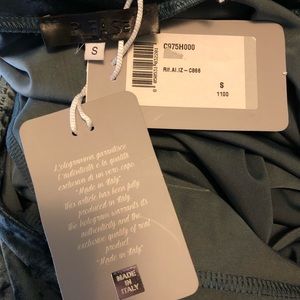 S
C975H000
S
1100
L'ologramma garantisce
l'autenticità e la qualità
esclusiva di un vero capo
"Made in Italy"
this article has been fully
produced in Italy
the hologram warrants its
authenticity and the
exclusive quality of real
product
"Made in Italy"
MADE IN
ITALY